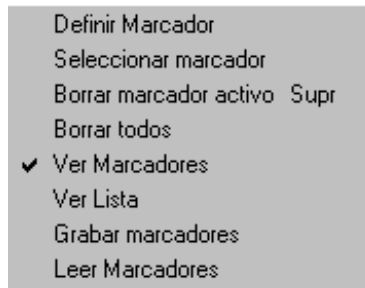 Definir Marcador
Seleccionar marcador
Borrar marcador activo Supr
Borrar todos
Ver Marcadores
Ver Lista
Grabar marcadores
Leer Marcadores